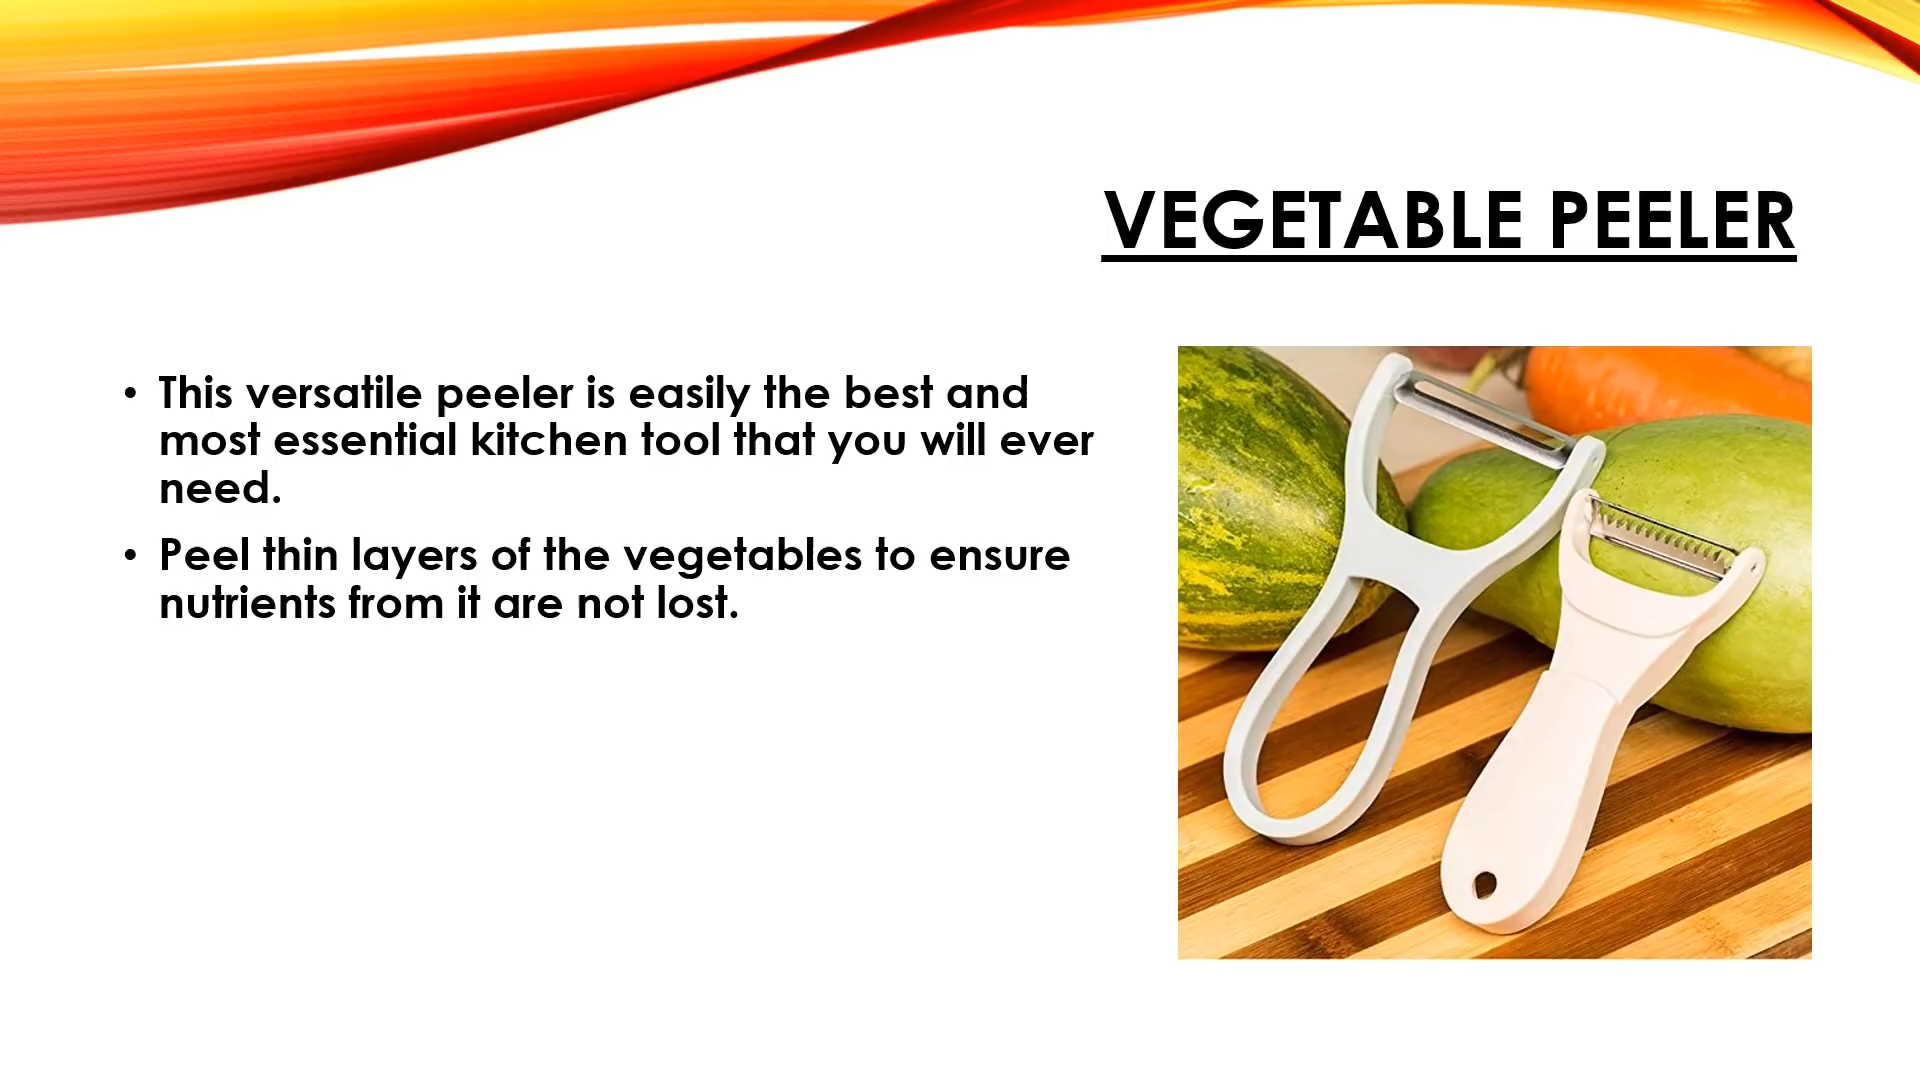 VEGETABLE PEELER
• This versatile peeler is easily the best and
most essential kitchen tool that you will ever
need.
• Peel thin layers of the vegetables to ensure
nutrients from it are not lost.